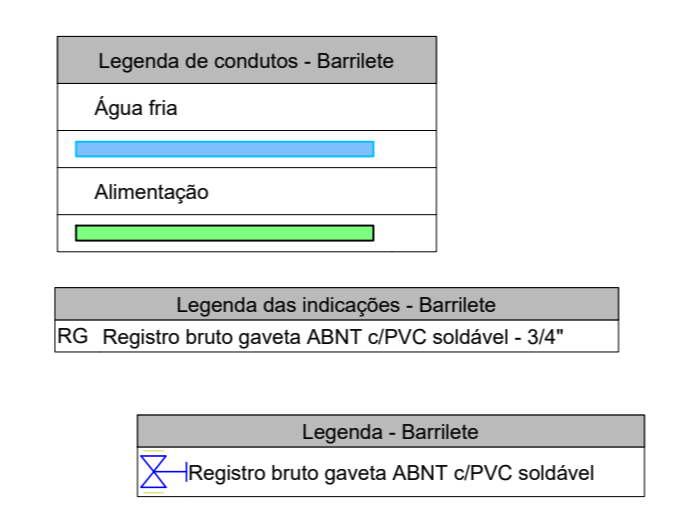 Legenda de condutos - Barrilete
Água fria
Alimentação
Legenda das indicações - Barrilete
RG Registro bruto gaveta ABNT c/PVC soldável - 3/4"
Legenda - Barrilete
Registro bruto gaveta ABNT c/PVC soldável